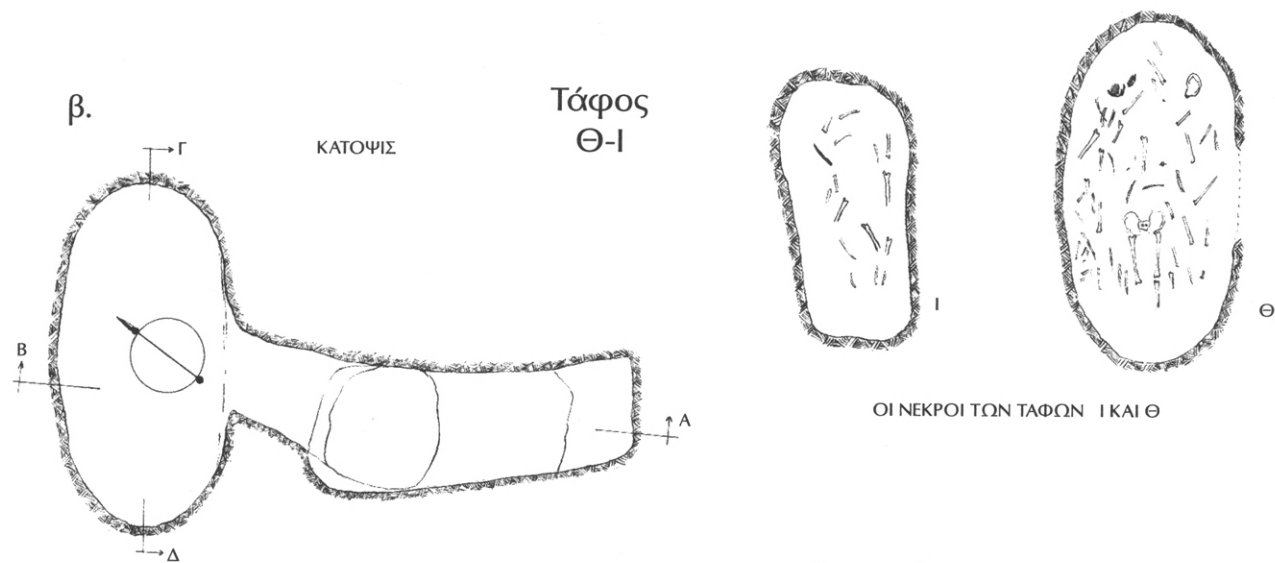 β.
Τάφος
Θ-Ι
ΚΑΤΟΨΙΣ
Γ
Β
Α
Δ
Ι
Θ
ΟΙ ΝΕΚΡΟΙ ΤΩΝ ΤΑΦΩΝ Ι ΚΑΙ Θ